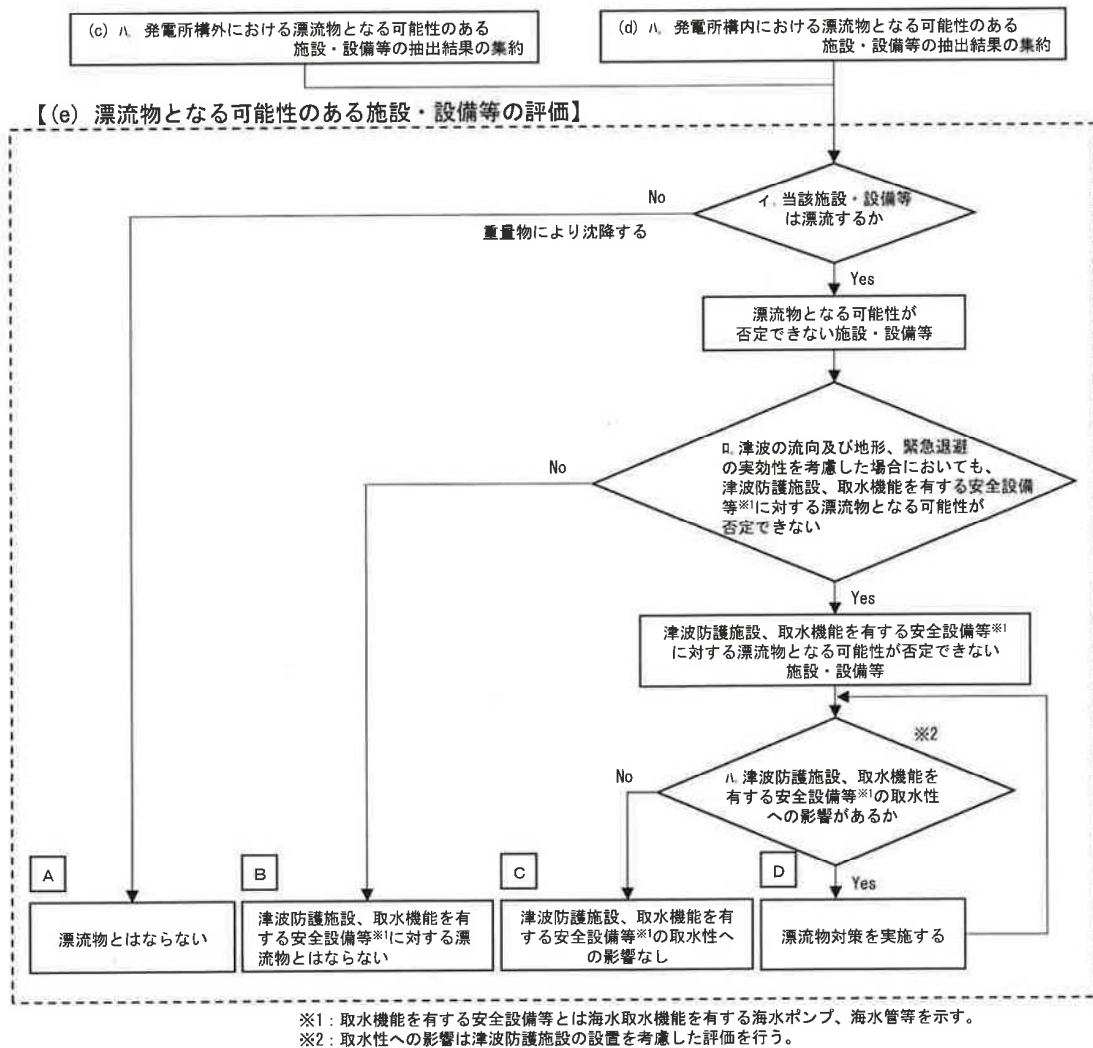 (c) ハ。発電所構外における漂流物となる可能性のある
施設・設備等の抽出結果の集約
(d) ハ。発電所構内における漂流物となる可能性のある
施設・設備等の抽出結果の集約
【(e) 漂流物となる可能性のある施設・設備等の評価】
イ。当該施設・設備等
は漂流するか
No
重量物により沈降する
Yes
漂流物となる可能性が
否定できない施設・設備等
ロ。津波の流向及び地形、緊急退避
の実効性を考慮した場合においても、
津波防護施設、取水機能を有する安全設備
等※1に対する漂流物となる可能性が
否定できない
No
Yes
津波防護施設、取水機能を有する安全設備等※1
に対する漂流物となる可能性が否定できない
施設・設備等
※2
ハ。津波防護施設、取水機能を
有する安全設備等※1の取水性
への影響があるか
No
Yes
A
漂流物とはならない
B
津波防護施設、取水機能を有
する安全設備等※1に対する漂
流物とはならない
C
津波防護施設、取水機能を有
する安全設備等※1の取水性へ
の影響なし
D
漂流物対策を実施する
※1：取水機能を有する安全設備等とは海水取水機能を有する海水ポンプ、海水管等を示す。
※2：取水性への影響は津波防護施設の設置を考慮した評価を行う。